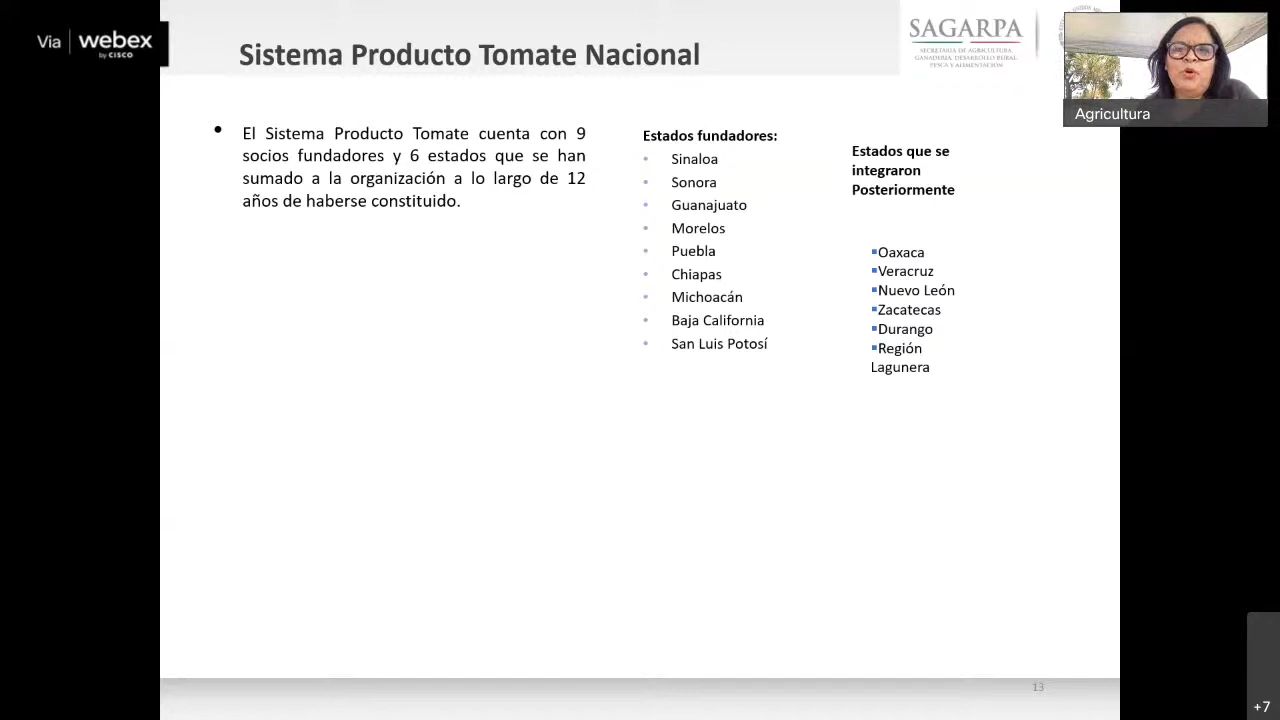 Via webex
by CISCO
Sistema Producto Tomate Nacional
SAGARPA
SECRETARÍA DE AGRICULTURA,
GANADERÍA, DESARROLLO RURAL,
PESCA Y ALIMENTACIÓN
Agricultura
• El Sistema Producto Tomate cuenta con 9
socios fundadores y 6 estados que se han
sumado a la organización a lo largo de 12
años de haberse constituido.
Estados fundadores:
• Sinaloa
• Sonora
• Guanajuato
• Morelos
• Puebla
• Chiapas
• Michoacán
• Baja California
• San Luis Potosí
Estados que se
integraron
Posteriormente
▪Oaxaca
▪Veracruz
▪Nuevo León
▪Zacatecas
▪Durango
▪Región
Lagunera
13
+7